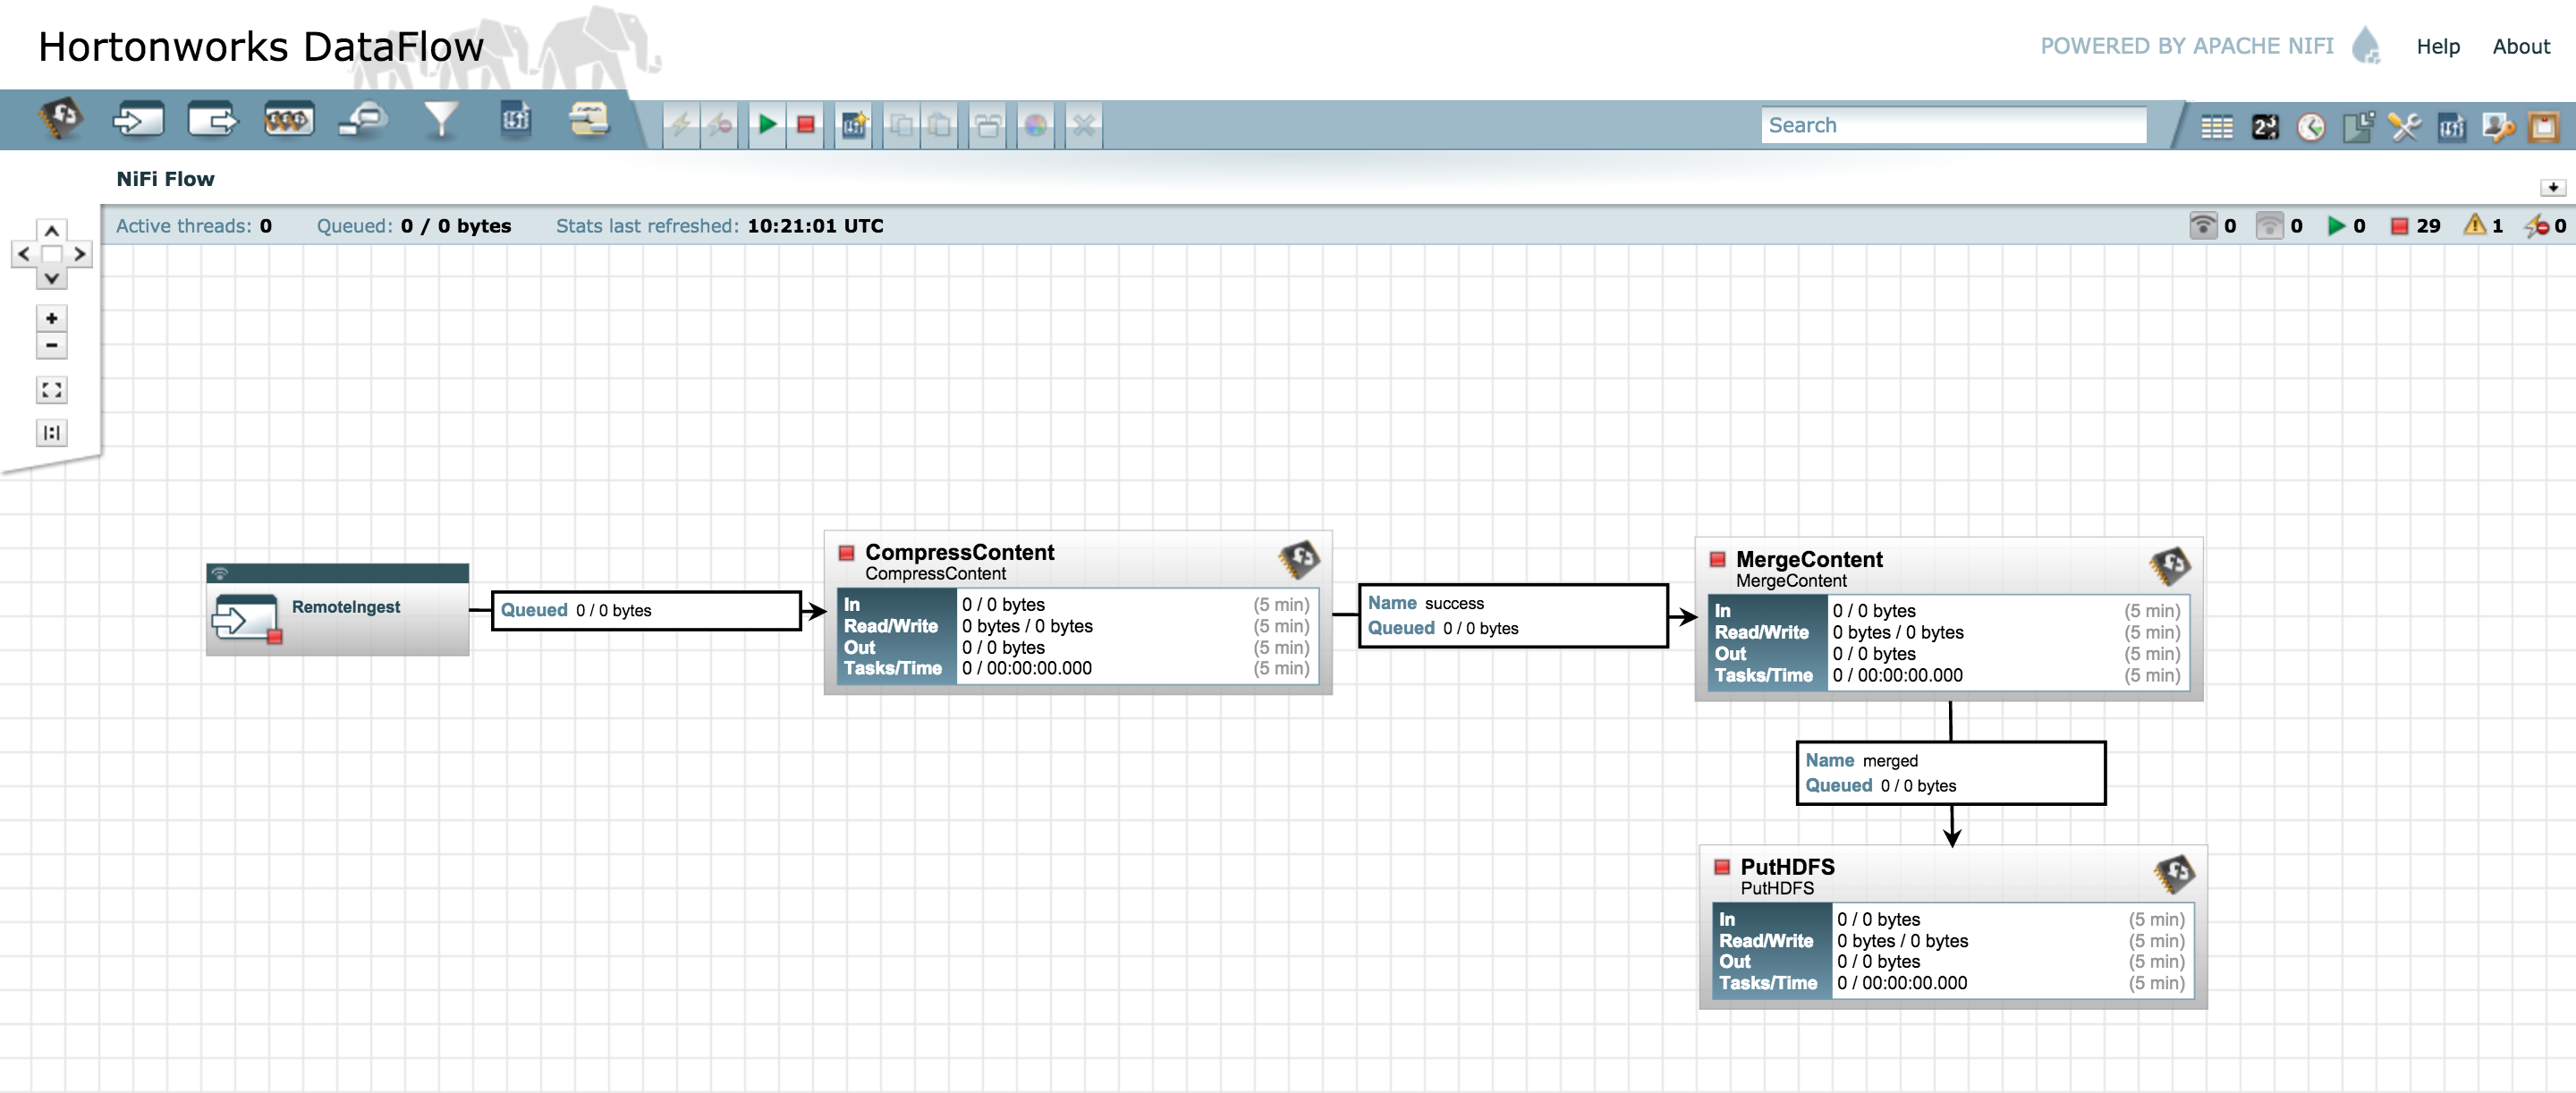 Hortonworks DataFlow
POWERED BY APACHE NIFI
Help
About
Search
NiFi Flow
Active threads: 0
Queued: 0 / 0 bytes
Stats last refreshed: 10:21:01 UTC
0
0
0
29
1
0
RemoteIngest
Queued 0 / 0 bytes
CompressContent
CompressContent
In 0 / 0 bytes (5 min)
Read/Write 0 bytes / 0 bytes (5 min)
Out 0 / 0 bytes (5 min)
Tasks/Time 0 / 00:00:00.000 (5 min)
Name success
Queued 0 / 0 bytes
MergeContent
MergeContent
In 0 / 0 bytes (5 min)
Read/Write 0 bytes / 0 bytes (5 min)
Out 0 / 0 bytes (5 min)
Tasks/Time 0 / 00:00:00.000 (5 min)
Name merged
Queued 0 / 0 bytes
PutHDFS
PutHDFS
In 0 / 0 bytes (5 min)
Read/Write 0 bytes / 0 bytes (5 min)
Out 0 / 0 bytes (5 min)
Tasks/Time 0 / 00:00:00.000 (5 min)